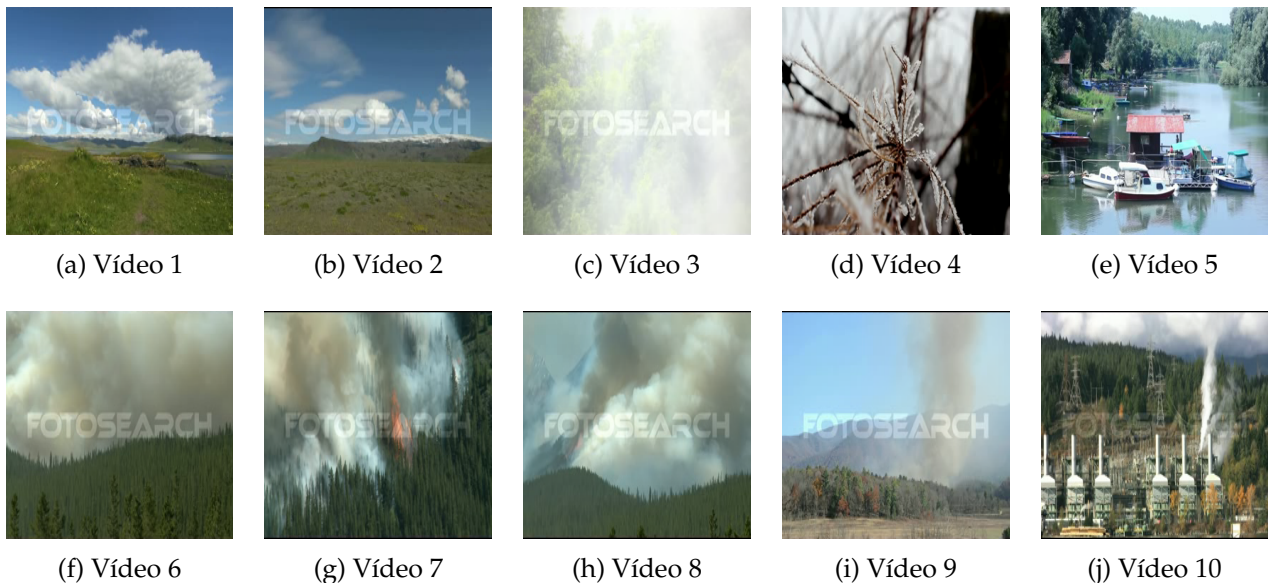 FOTOSEARCH
FOTOSEARCH
FOTOSEARCH
(a) Vídeo 1
(b) Vídeo 2
(c) Vídeo 3
(d) Vídeo 4
(e) Vídeo 5
FOTOSEARCH
FOTOSEARCH
FOTOSEARCH
FOTOSEARCH
FOTOSEARCH
(f) Vídeo 6
(g) Vídeo 7
(h) Vídeo 8
(i) Vídeo 9
(j) Vídeo 10